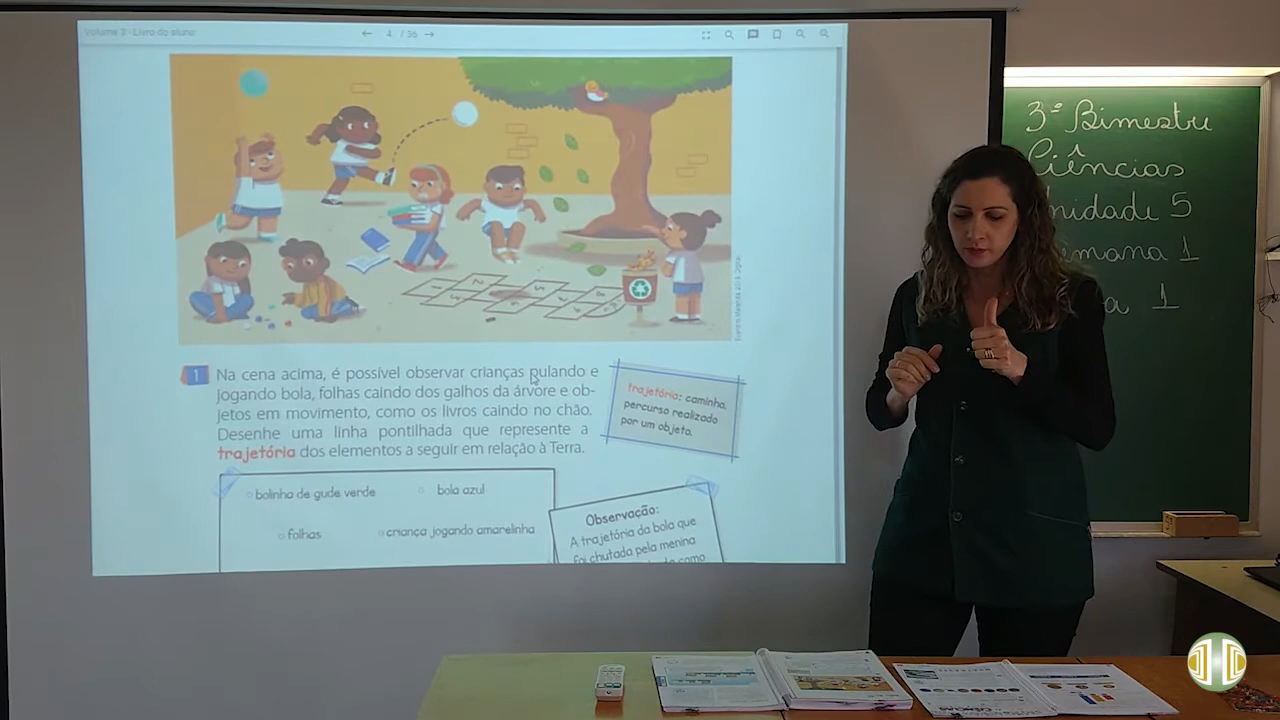 Volume 3 - Livro do aluno
4 / 36
1 Na cena acima, é possível observar crianças pulando e
jogando bola, folhas caindo dos galhos da árvore e ob-
jetos em movimento, como os livros caindo no chão.
Desenhe uma linha pontilhada que represente a
trajetória dos elementos a seguir em relação à Terra.
trajetória: caminho,
percurso realizado
por um objeto.
bolinha de gude verde
bola azul
folhas
criança jogando amarelinha
Observação:
A trajetória da bola que
foi chutada pela menina
como
3º Bimestre
Ciências
nidade 5
emana 1
a 1